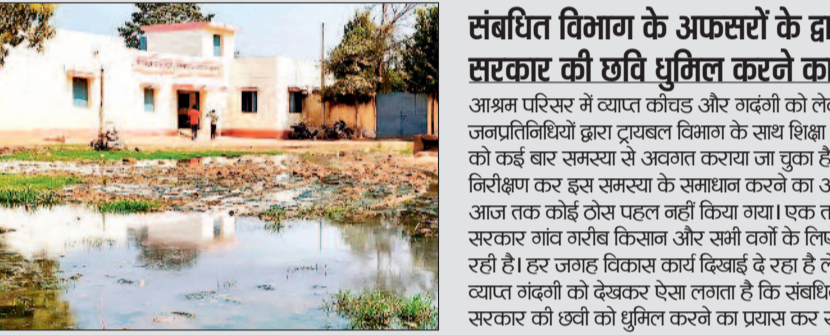 संबधित विभाग के अफसरों के द्वा
सरकार की छवि धुमिल करने का
आश्रम परिसर में व्याप्त कीचड और गदंगी को ले
जनप्रतिनिधियों द्वारा ट्रायबल विभाग के साथ शिक्षा
को कई बार समस्या से अवगत कराया जा चुका है
निरीक्षण कर इस समस्या के समाधान करने का
आज तक कोई ठोस पहल नहीं किया गया। एक त
सरकार गांव गरीब किसान और सभी वर्गो के लिए
रही है। हर जगह विकास कार्य दिखाई दे रहा है ले
व्याप्त गंदगी को देखकर ऐसा लगता है कि संबधि
सरकार की छवी को धुमिल करने का प्रयास कर